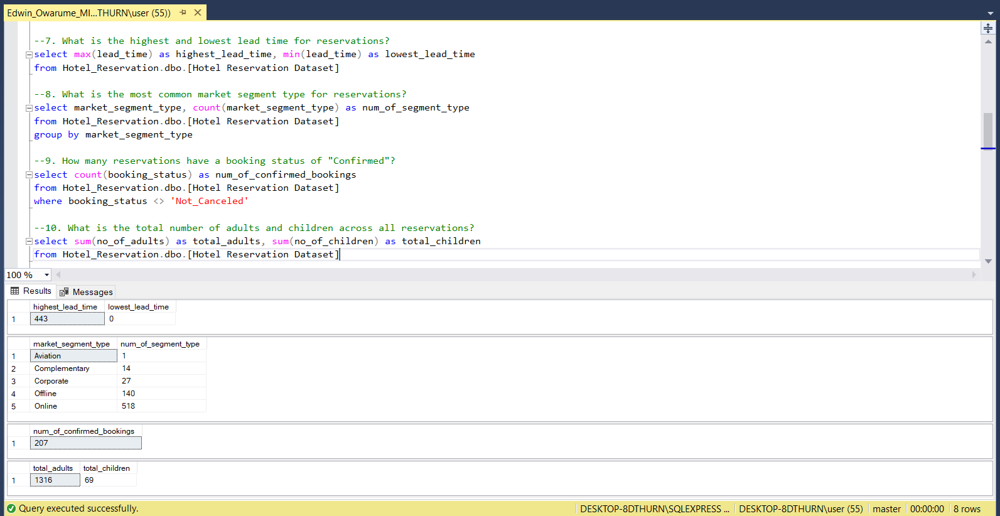 Edwin_Owarume_MI...THURN\user (55))
--7. What is the highest and lowest lead time for reservations?
select max(lead_time) as highest_lead_time, min(lead_time) as lowest_lead_time
from Hotel_Reservation.dbo.[Hotel Reservation Dataset]
--8. What is the most common market segment type for reservations?
select market_segment_type, count(market_segment_type) as num_of_segment_type
from Hotel_Reservation.dbo.[Hotel Reservation Dataset]
group by market_segment_type
--9. How many reservations have a booking status of "Confirmed"?
select count(booking_status) as num_of_confirmed_bookings
from Hotel_Reservation.dbo.[Hotel Reservation Dataset]
where booking_status <> 'Not_Canceled'
--10. What is the total number of adults and children across all reservations?
select sum(no_of_adults) as total_adults, sum(no_of_children) as total_children
from Hotel_Reservation.dbo.[Hotel Reservation Dataset]
100 %
Results Messages
highest_lead_time lowest_lead_time
1 443 0
market_segment_type num_of_segment_type
1 Aviation 1
2 Complementary 14
3 Corporate 27
4 Offline 140
5 Online 518
num_of_confirmed_bookings
1 207
total_adults total_children
1 1316 69
Query executed successfully. DESKTOP-8DTHURN\SQLEXPRESS ... DESKTOP-8DTHURN\user (55) master 00:00:00 8 rows